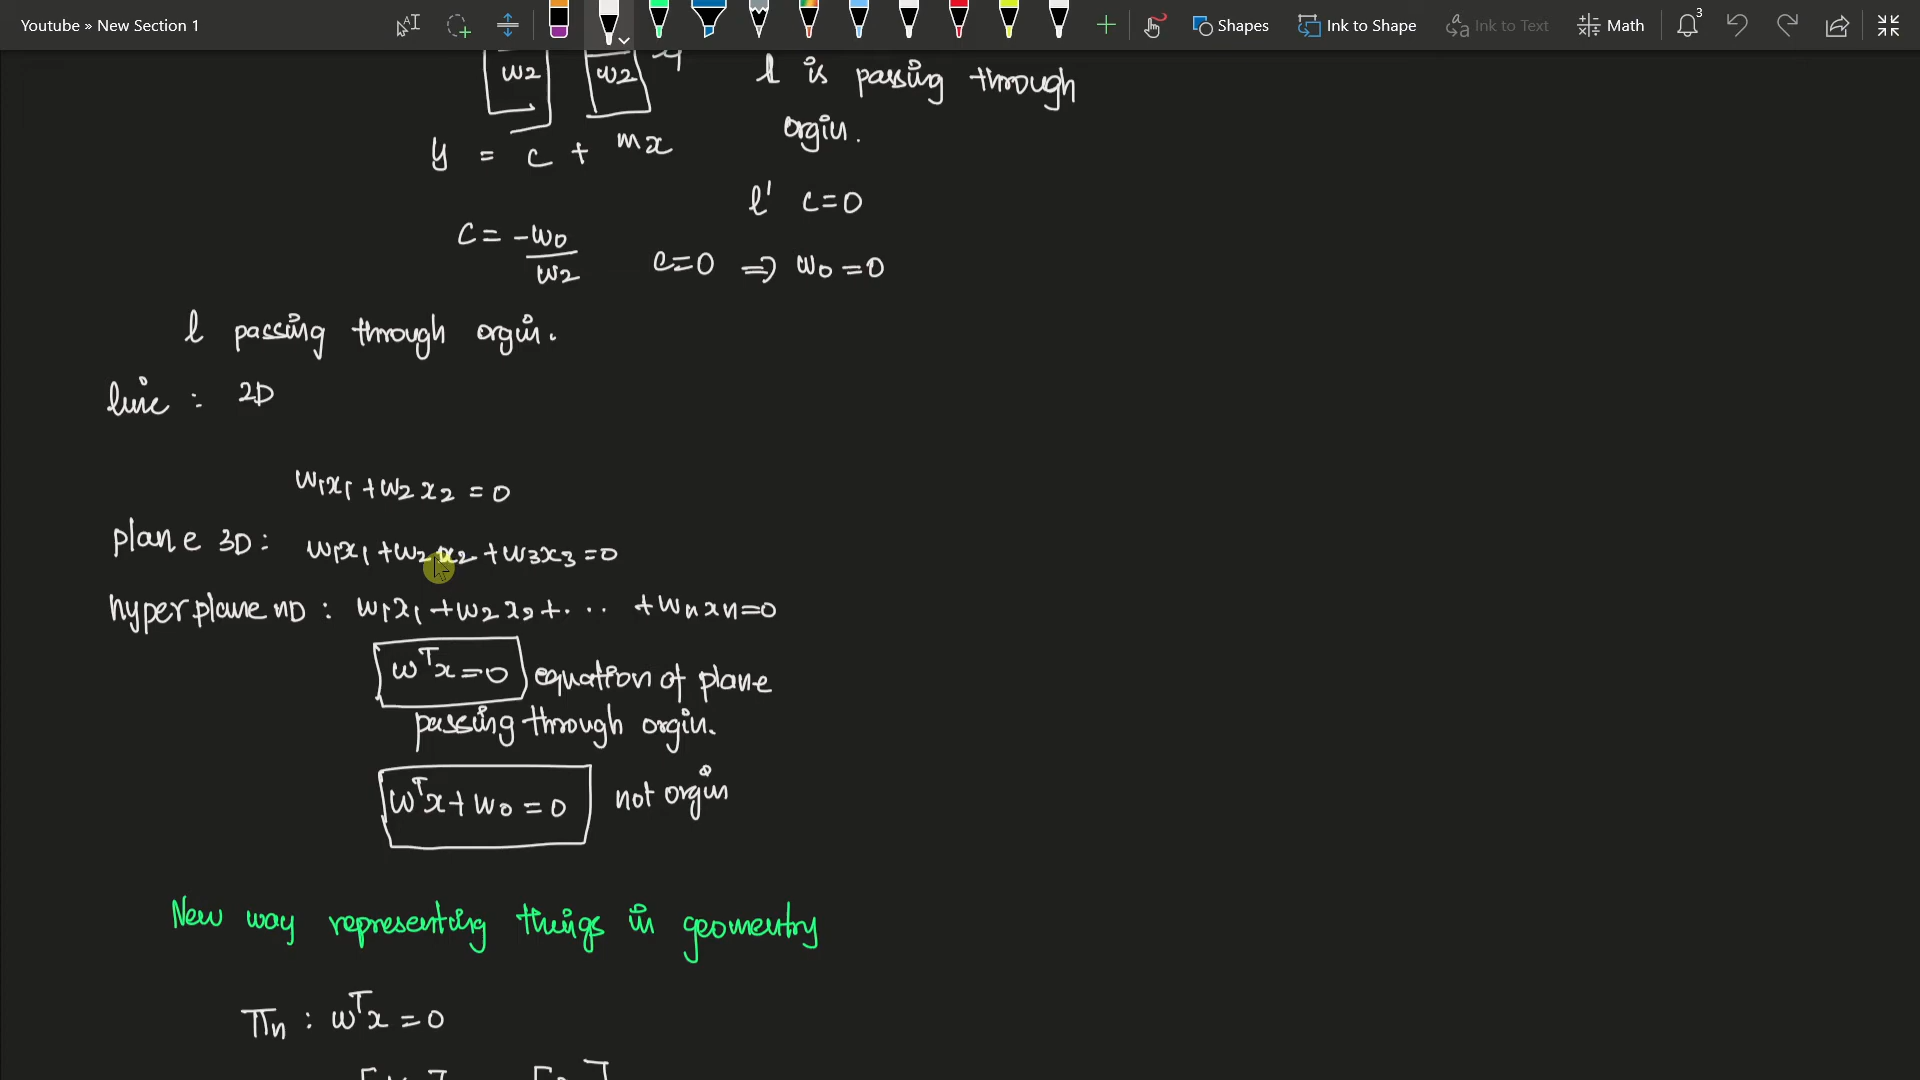 Youtube » New Section 1
Shapes Ink to Shape Ink to Text Math 3
w2 w2
l is passing through
orgin.
y = c + mx
l' c=0
c = -w0/w2 c=0 ⇒ w0 = 0
l passing through orgin.
line : 2D
w1x1 + w2x2 = 0
plane 3D: w1x1 + w2x2 + w3x3 = 0
hyperplane nD : w1x1 + w2x2 + .... + wnxn = 0
wᵀx = 0 equation of plane
passing through orgin.
wᵀx + w0 = 0 not orgin
New way representing things in geomentry
πn : wᵀx = 0